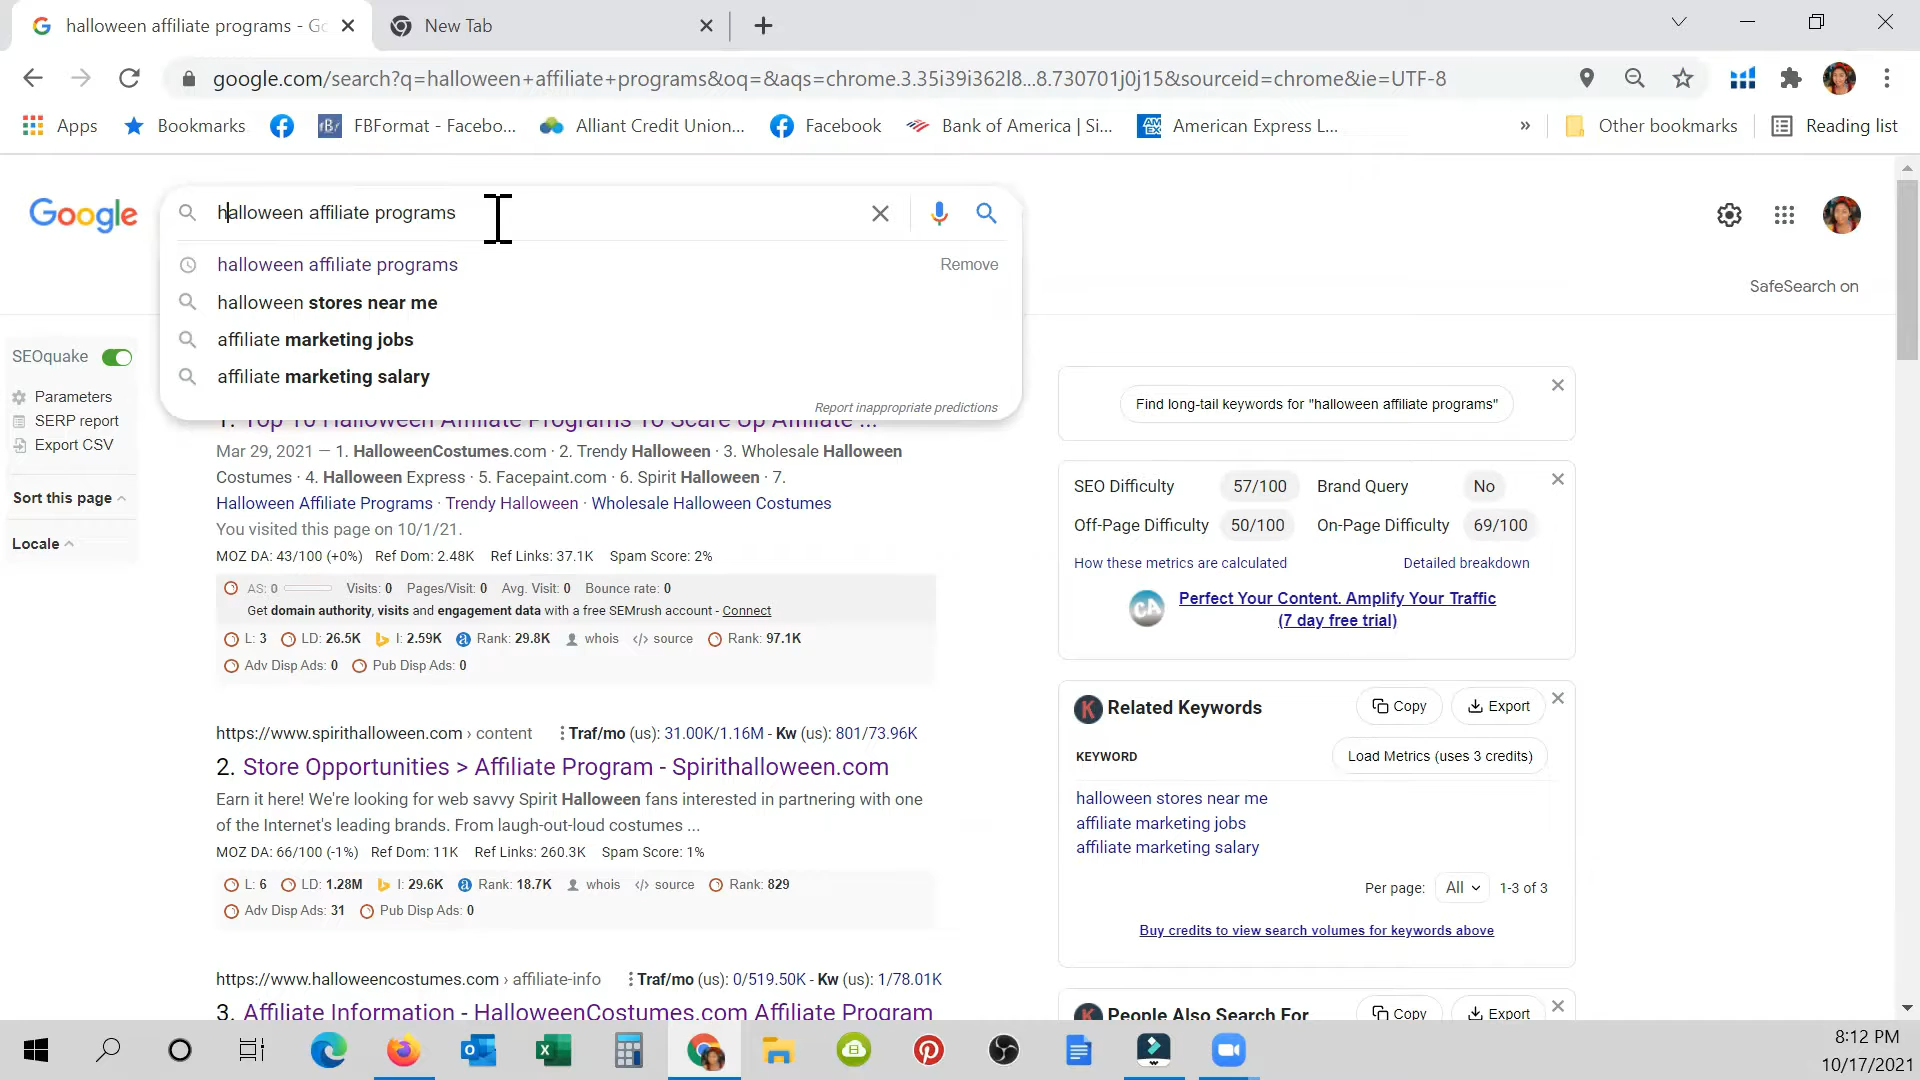 halloween affiliate programs - Go
New Tab
google.com/search?q=halloween+affiliate+programs&oq=&aqs=chrome.3.35i39i362l8...8.730701j0j15&sourceid=chrome&ie=UTF-8
Apps
Bookmarks
FBFormat - Facebo...
Alliant Credit Union...
Facebook
Bank of America | Si...
American Express L...
»
Other bookmarks
Reading list
Google
halloween affiliate programs
halloween affiliate programs
Remove
halloween stores near me
affiliate marketing jobs
affiliate marketing salary
Report inappropriate predictions
SafeSearch on
SEOquake
Parameters
SERP report
Export CSV
Sort this page
Locale
1. Top 10 Halloween Affiliate Programs To Scare Up Affiliate ...
Mar 29, 2021 — 1. HalloweenCostumes.com · 2. Trendy Halloween · 3. Wholesale Halloween
Costumes · 4. Halloween Express · 5. Facepaint.com · 6. Spirit Halloween · 7.
Halloween Affiliate Programs · Trendy Halloween · Wholesale Halloween Costumes
You visited this page on 10/1/21.
MOZ DA: 43/100 (+0%) Ref Dom: 2.48K Ref Links: 37.1K Spam Score: 2%
AS: 0 Visits: 0 Pages/Visit: 0 Avg. Visit: 0 Bounce rate: 0
Get domain authority, visits and engagement data with a free SEMrush account - Connect
L: 3 LD: 26.5K I: 2.59K Rank: 29.8K whois </> source Rank: 97.1K
Adv Disp Ads: 0 Pub Disp Ads: 0
https://www.spirithalloween.com › content Traf/mo (us): 31.00K/1.16M - Kw (us): 801/73.96K
2. Store Opportunities > Affiliate Program - Spirithalloween.com
Earn it here! We're looking for web savvy Spirit Halloween fans interested in partnering with one
of the Internet's leading brands. From laugh-out-loud costumes ...
MOZ DA: 66/100 (-1%) Ref Dom: 11K Ref Links: 260.3K Spam Score: 1%
L: 6 LD: 1.28M I: 29.6K Rank: 18.7K whois </> source Rank: 829
Adv Disp Ads: 31 Pub Disp Ads: 0
https://www.halloweencostumes.com › affiliate-info Traf/mo (us): 0/519.50K - Kw (us): 1/78.01K
3. Affiliate Information - HalloweenCostumes.com Affiliate Program
Find long-tail keywords for "halloween affiliate programs"
SEO Difficulty 57/100 Brand Query No
Off-Page Difficulty 50/100 On-Page Difficulty 69/100
How these metrics are calculated Detailed breakdown
CA
Perfect Your Content. Amplify Your Traffic
(7 day free trial)
K Related Keywords Copy Export
KEYWORD Load Metrics (uses 3 credits)
halloween stores near me
affiliate marketing jobs
affiliate marketing salary
Per page: All 1-3 of 3
Buy credits to view search volumes for keywords above
K People Also Search For Copy Export
8:12 PM
10/17/2021